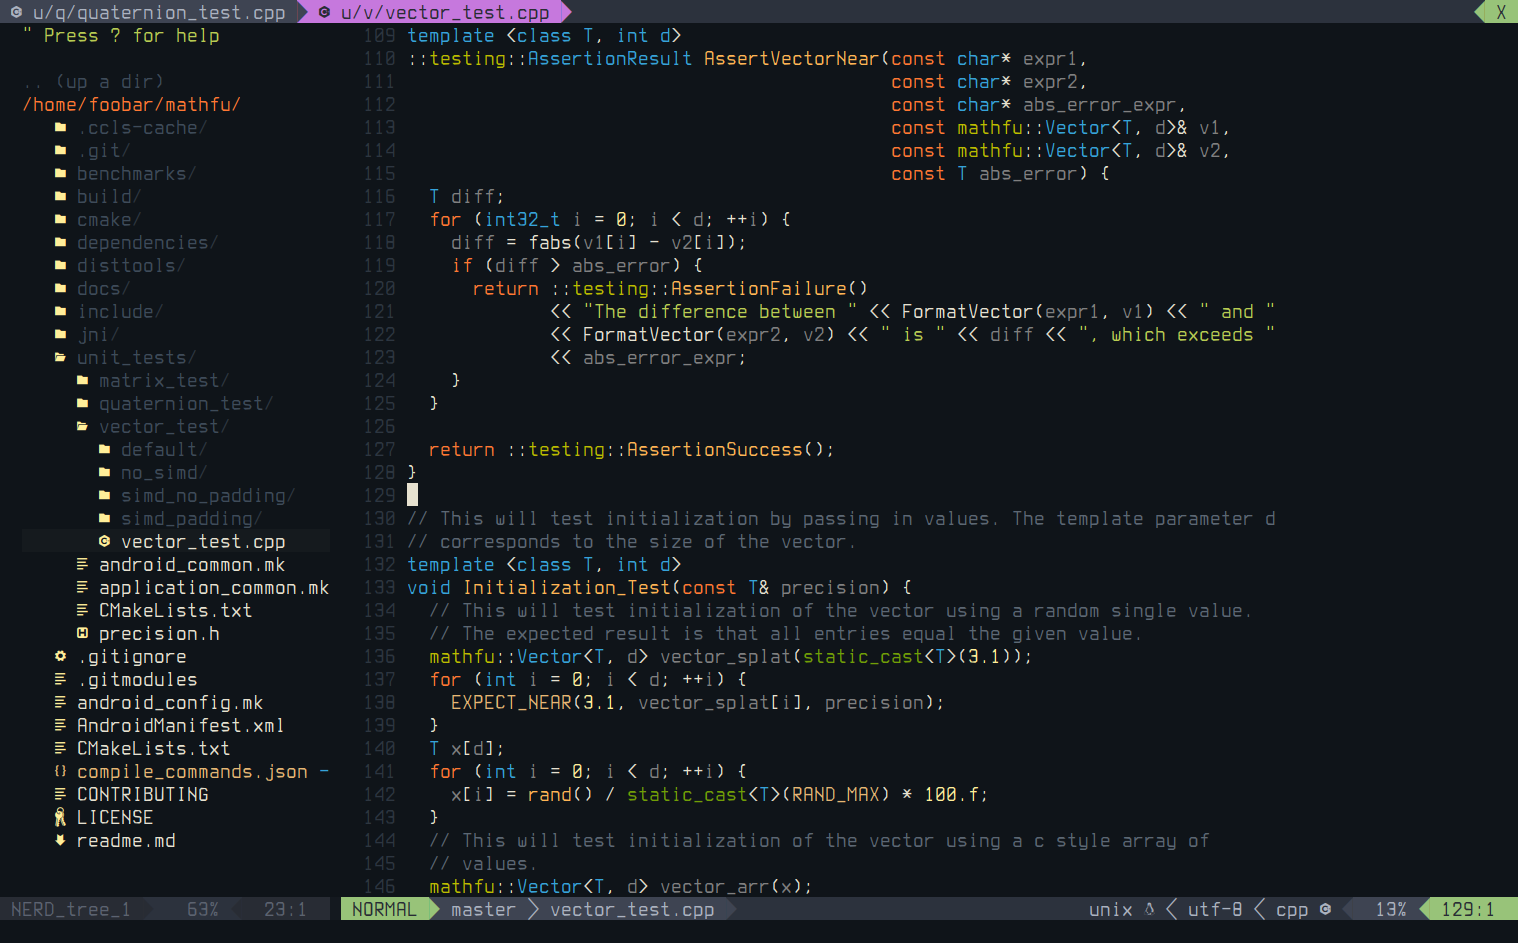 u/q/quaternion_test.cpp u/v/vector_test.cpp X
" Press ? for help
.. (up a dir)
/home/foobar/mathfu/
.ccls-cache/
.git/
benchmarks/
build/
cmake/
dependencies/
disttools/
docs/
include/
jni/
unit_tests/
matrix_test/
quaternion_test/
vector_test/
default/
no_simd/
simd_no_padding/
simd_padding/
vector_test.cpp
android_common.mk
application_common.mk
CMakeLists.txt
precision.h
.gitignore
.gitmodules
android_config.mk
AndroidManifest.xml
CMakeLists.txt
compile_commands.json -
CONTRIBUTING
LICENSE
readme.md
109 template <class T, int d>
110 ::testing::AssertionResult AssertVectorNear(const char* expr1,
111 const char* expr2,
112 const char* abs_error_expr,
113 const mathfu::Vector<T, d>& v1,
114 const mathfu::Vector<T, d>& v2,
115 const T abs_error) {
116 T diff;
117 for (int32_t i = 0; i < d; ++i) {
118 diff = fabs(v1[i] - v2[i]);
119 if (diff > abs_error) {
120 return ::testing::AssertionFailure()
121 << "The difference between " << FormatVector(expr1, v1) << " and "
122 << FormatVector(expr2, v2) << " is " << diff << ", which exceeds "
123 << abs_error_expr;
124 }
125 }
126
127 return ::testing::AssertionSuccess();
128 }
129
130 // This will test initialization by passing in values. The template parameter d
131 // corresponds to the size of the vector.
132 template <class T, int d>
133 void Initialization_Test(const T& precision) {
134 // This will test initialization of the vector using a random single value.
135 // The expected result is that all entries equal the given value.
136 mathfu::Vector<T, d> vector_splat(static_cast<T>(3.1));
137 for (int i = 0; i < d; ++i) {
138 EXPECT_NEAR(3.1, vector_splat[i], precision);
139 }
140 T x[d];
141 for (int i = 0; i < d; ++i) {
142 x[i] = rand() / static_cast<T>(RAND_MAX) * 100.f;
143 }
144 // This will test initialization of the vector using a c style array of
145 // values.
146 mathfu::Vector<T, d> vector_arr(x);
NERD_tree_1 63% 23:1 NORMAL master vector_test.cpp unix utf-8 cpp 13% 129:1